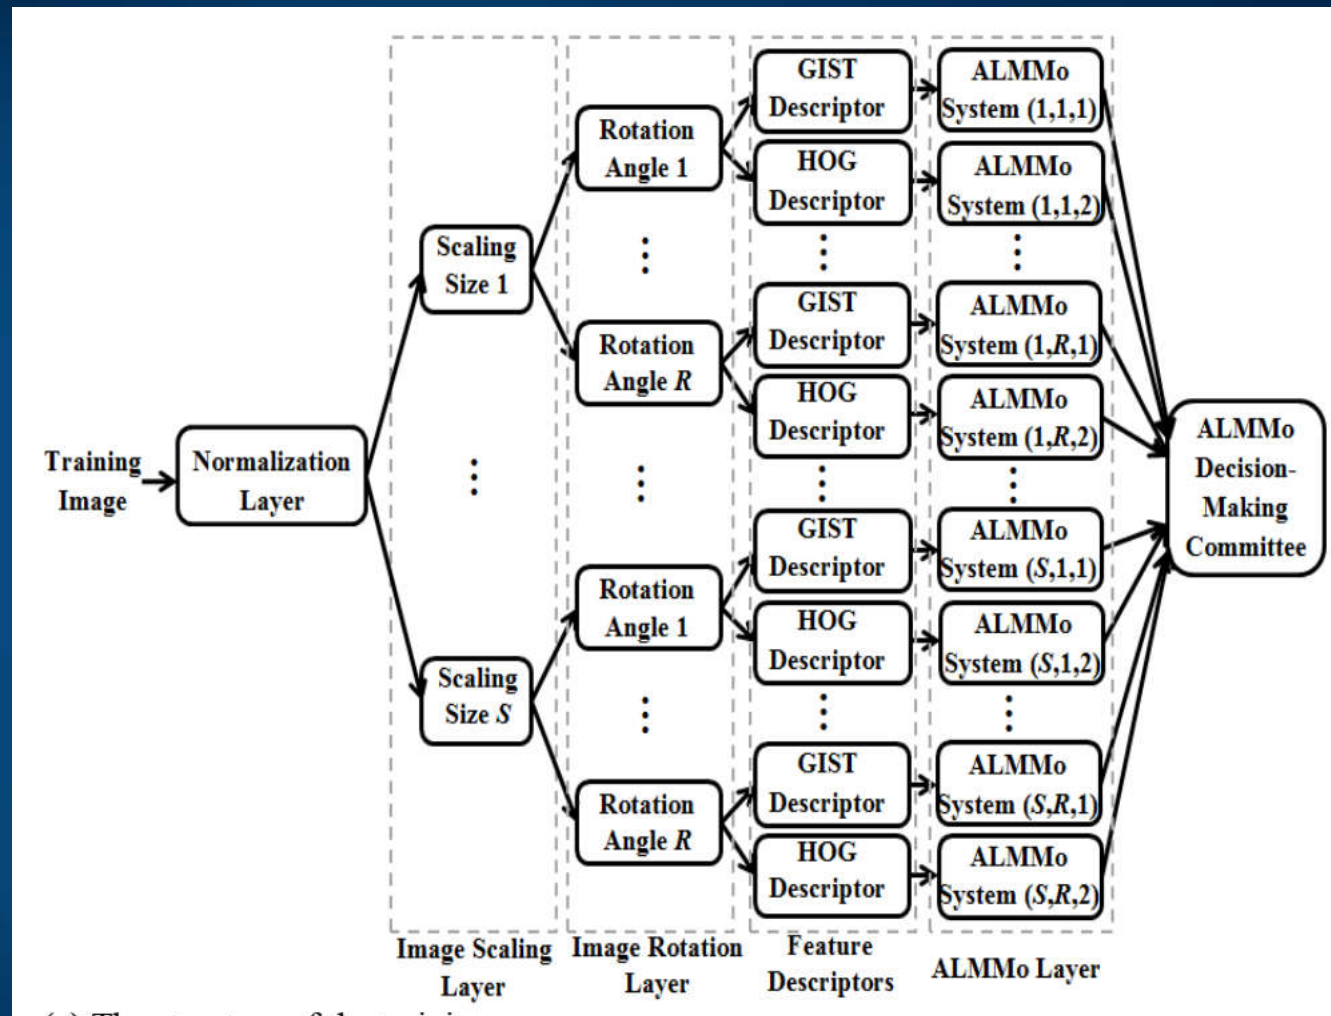 Training
Image
Normalization
Layer
Scaling
Size 1
Scaling
Size S
Rotation
Angle 1
Rotation
Angle R
Rotation
Angle 1
Rotation
Angle R
GIST
Descriptor
HOG
Descriptor
GIST
Descriptor
HOG
Descriptor
GIST
Descriptor
HOG
Descriptor
GIST
Descriptor
HOG
Descriptor
ALMMo
System (1,1,1)
ALMMo
System (1,1,2)
ALMMo
System (1,R,1)
ALMMo
System (1,R,2)
ALMMo
System (S,1,1)
ALMMo
System (S,1,2)
ALMMo
System (S,R,1)
ALMMo
System (S,R,2)
ALMMo
Decision-
Making
Committee
Image Scaling
Layer
Image Rotation
Layer
Feature
Descriptors
ALMMo Layer